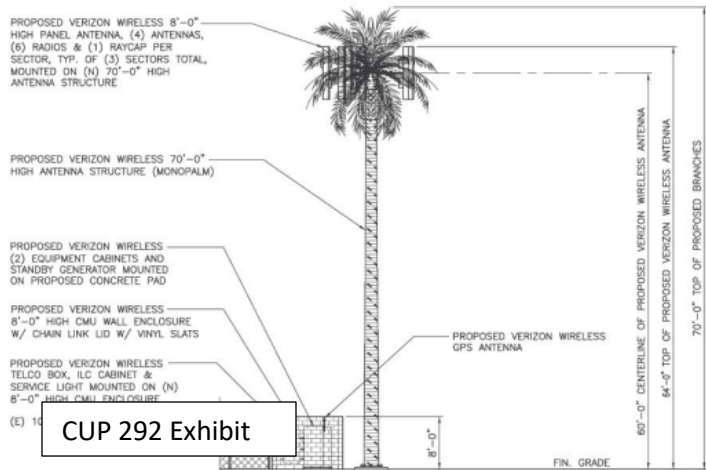 PROPOSED VERIZON WIRELESS 8'-0"
HIGH PANEL ANTENNA, (4) ANTENNAS,
(6) RADIOS & (1) RAYCAP PER
SECTOR, TYP. OF (3) SECTORS TOTAL,
MOUNTED ON (N) 70'-0" HIGH
ANTENNA STRUCTURE
PROPOSED VERIZON WIRELESS 70'-0"
HIGH ANTENNA STRUCTURE (MONOPALM)
PROPOSED VERIZON WIRELESS
(2) EQUIPMENT CABINETS AND
STANDBY GENERATOR MOUNTED
ON PROPOSED CONCRETE PAD
PROPOSED VERIZON WIRELESS
8'-0" HIGH CMU WALL ENCLOSURE
W/ CHAIN LINK LID W/ VINYL SLATS
PROPOSED VERIZON WIRELESS
TELCO BOX, ILC CABINET &
SERVICE LIGHT MOUNTED ON (N)
8'-0" HIGH CMU ENCLOSURE
(E)
CUP 292 Exhibit
PROPOSED VERIZON WIRELESS
GPS ANTENNA
8'-0"
FIN. GRADE
60'-0" CENTERLINE OF PROPOSED VERIZON WIRELESS ANTENNA
64'-0" TOP OF PROPOSED VERIZON WIRELESS ANTENNA
70'-0" TOP OF PROPOSED BRANCHES